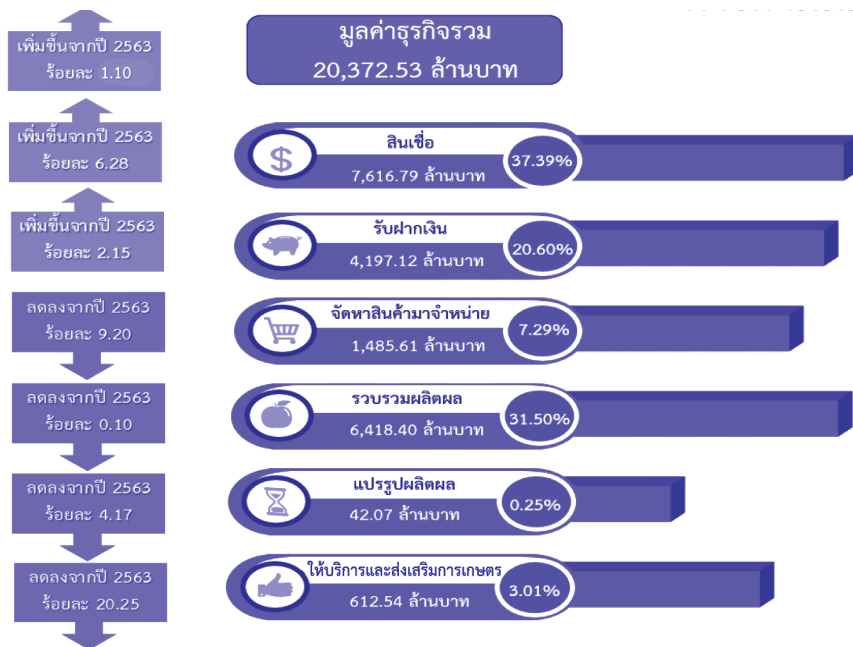 เพิ่มขึ้นจากปี 2563
ร้อยละ 1.10
มูลค่าธุรกิจรวม
20,372.53 ล้านบาท
เพิ่มขึ้นจากปี 2563
ร้อยละ 6.28
สินเชื่อ
7,616.79 ล้านบาท
37.39%
เพิ่มขึ้นจากปี 2563
ร้อยละ 2.15
รับฝากเงิน
4,197.12 ล้านบาท
20.60%
ลดลงจากปี 2563
ร้อยละ 9.20
จัดหาสินค้ามาจำหน่าย
1,485.61 ล้านบาท
7.29%
ลดลงจากปี 2563
ร้อยละ 0.10
รวบรวมผลิตผล
6,418.40 ล้านบาท
31.50%
ลดลงจากปี 2563
ร้อยละ 4.17
แปรรูปผลิตผล
42.07 ล้านบาท
0.25%
ลดลงจากปี 2563
ร้อยละ 20.25
ให้บริการและส่งเสริมการเกษตร
612.54 ล้านบาท
3.01%